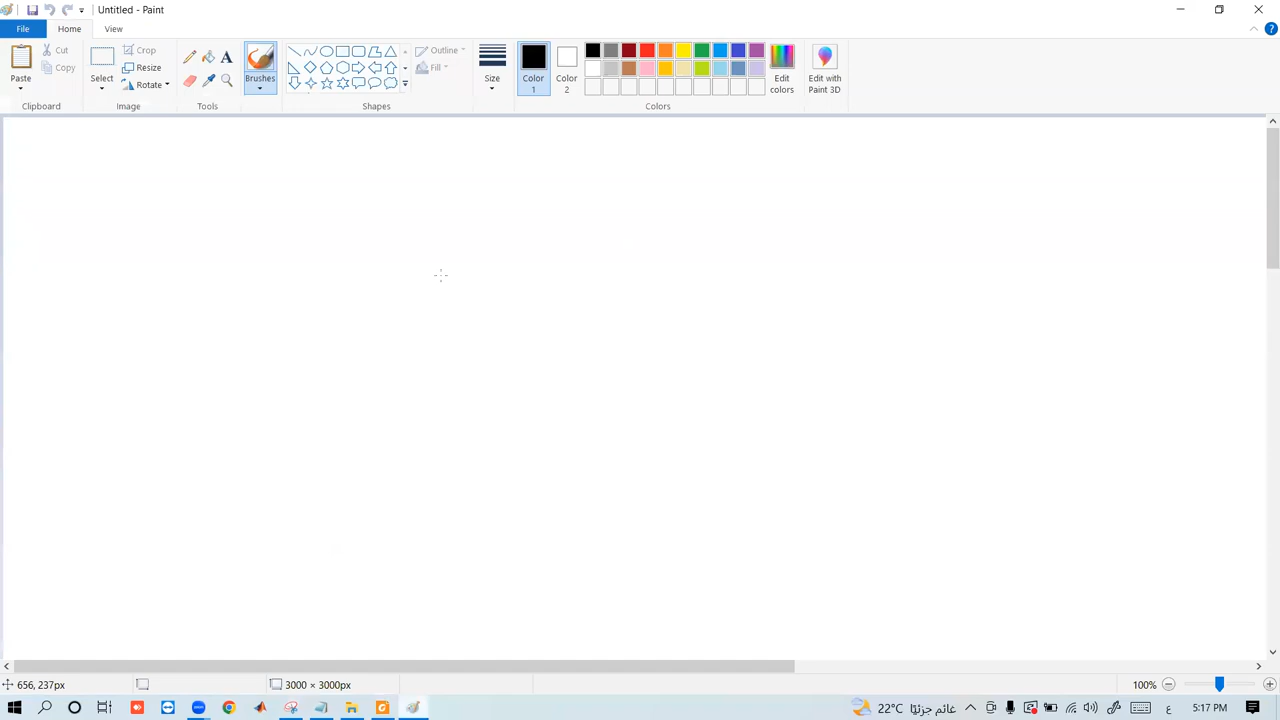 Untitled - Paint
File Home View
Paste
Cut
Copy
Clipboard
Select
Crop
Resize
Rotate
Image
Tools
Brushes
Shapes
Outline
Fill
Size
Color 1
Color 2
Colors
Edit colors
Edit with Paint 3D
656, 237px
3000 × 3000px
100%
22°C غائم جزئيًا
ع
5:17 PM